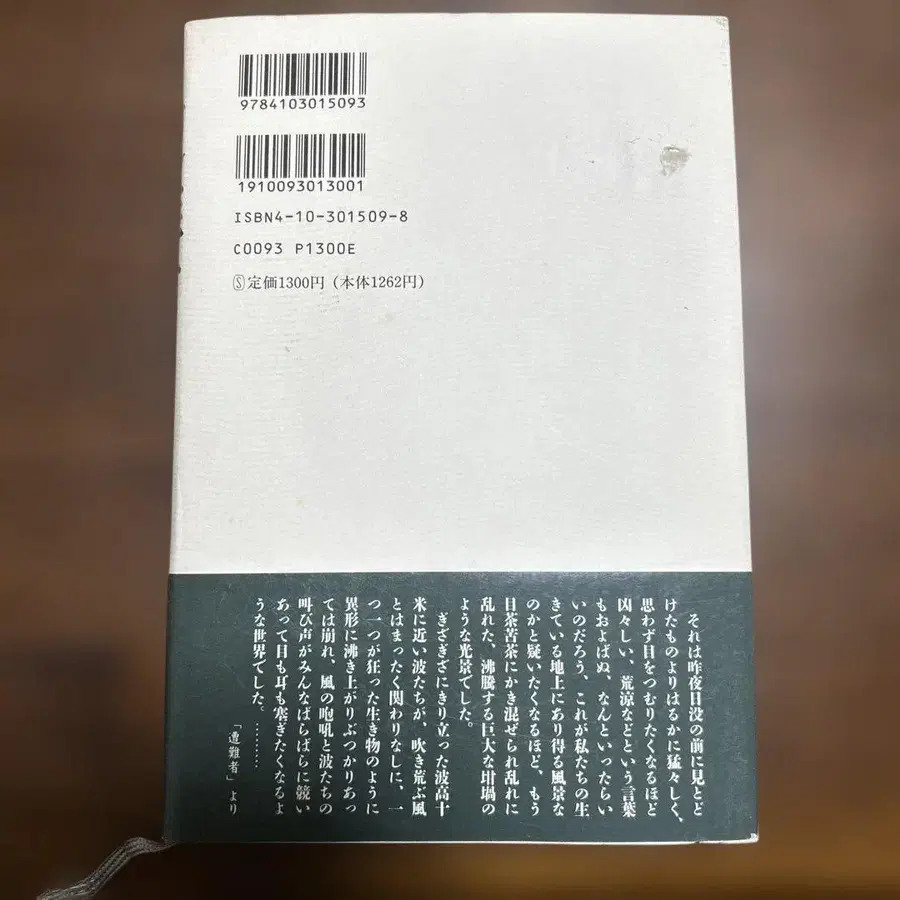 9784103015093
1910093013001
ISBN4-10-301509-8
C0093 P1300E
Ⓢ定価1300円（本体1262円）
それは昨夜日没の前に見とど
けたものよりはるかに猛々しく、
思わず目をつむりたくなるほど
凶々しい、荒涼などという言葉
もおよばぬ、なんといったらい
いのだろう、これが私たちの生
きている地上にあり得る風景な
のかと疑いたくなるほど、もう
目茶苦茶にかき混ぜられ乱れに
乱れた、沸騰する巨大な坩堝の
ような光景でした。
ぎざぎざにきり立った波高十
米に近い波たちが、吹き荒ぶ風
とはまったく関わりなしに、一
つ一つが狂った生き物のように
異形に沸き上がりぶつかりあっ
ては崩れ、風の咆吼と波たちの
叫び声がみんなばらばらに競い
あって目も耳も塞ぎたくなるよ
うな世界でした。………
「遭難者」より